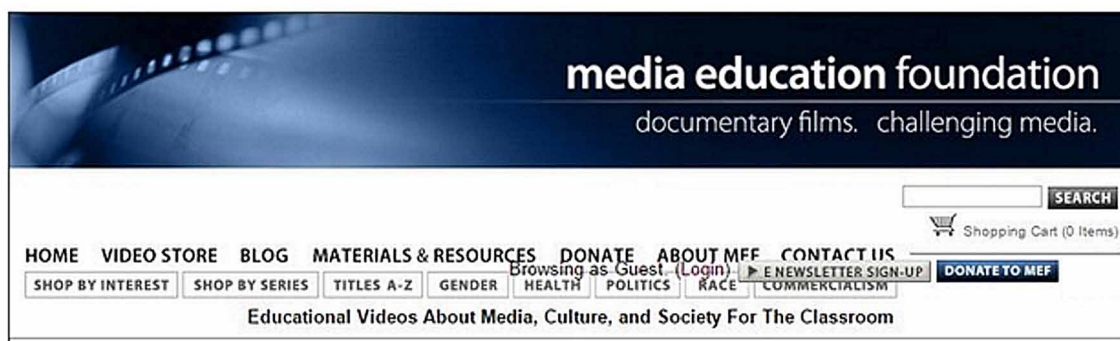 media education foundation
documentary films. challenging media.
SEARCH
Shopping Cart (0 Items)
HOME VIDEO STORE BLOG MATERIALS & RESOURCES DONATE ABOUT MEF CONTACT US
Browsing as Guest. (Login) E NEWSLETTER SIGN-UP DONATE TO MEF
SHOP BY INTEREST SHOP BY SERIES TITLES A-Z GENDER HEALTH POLITICS RACE COMMERCIALISM
Educational Videos About Media, Culture, and Society For The Classroom